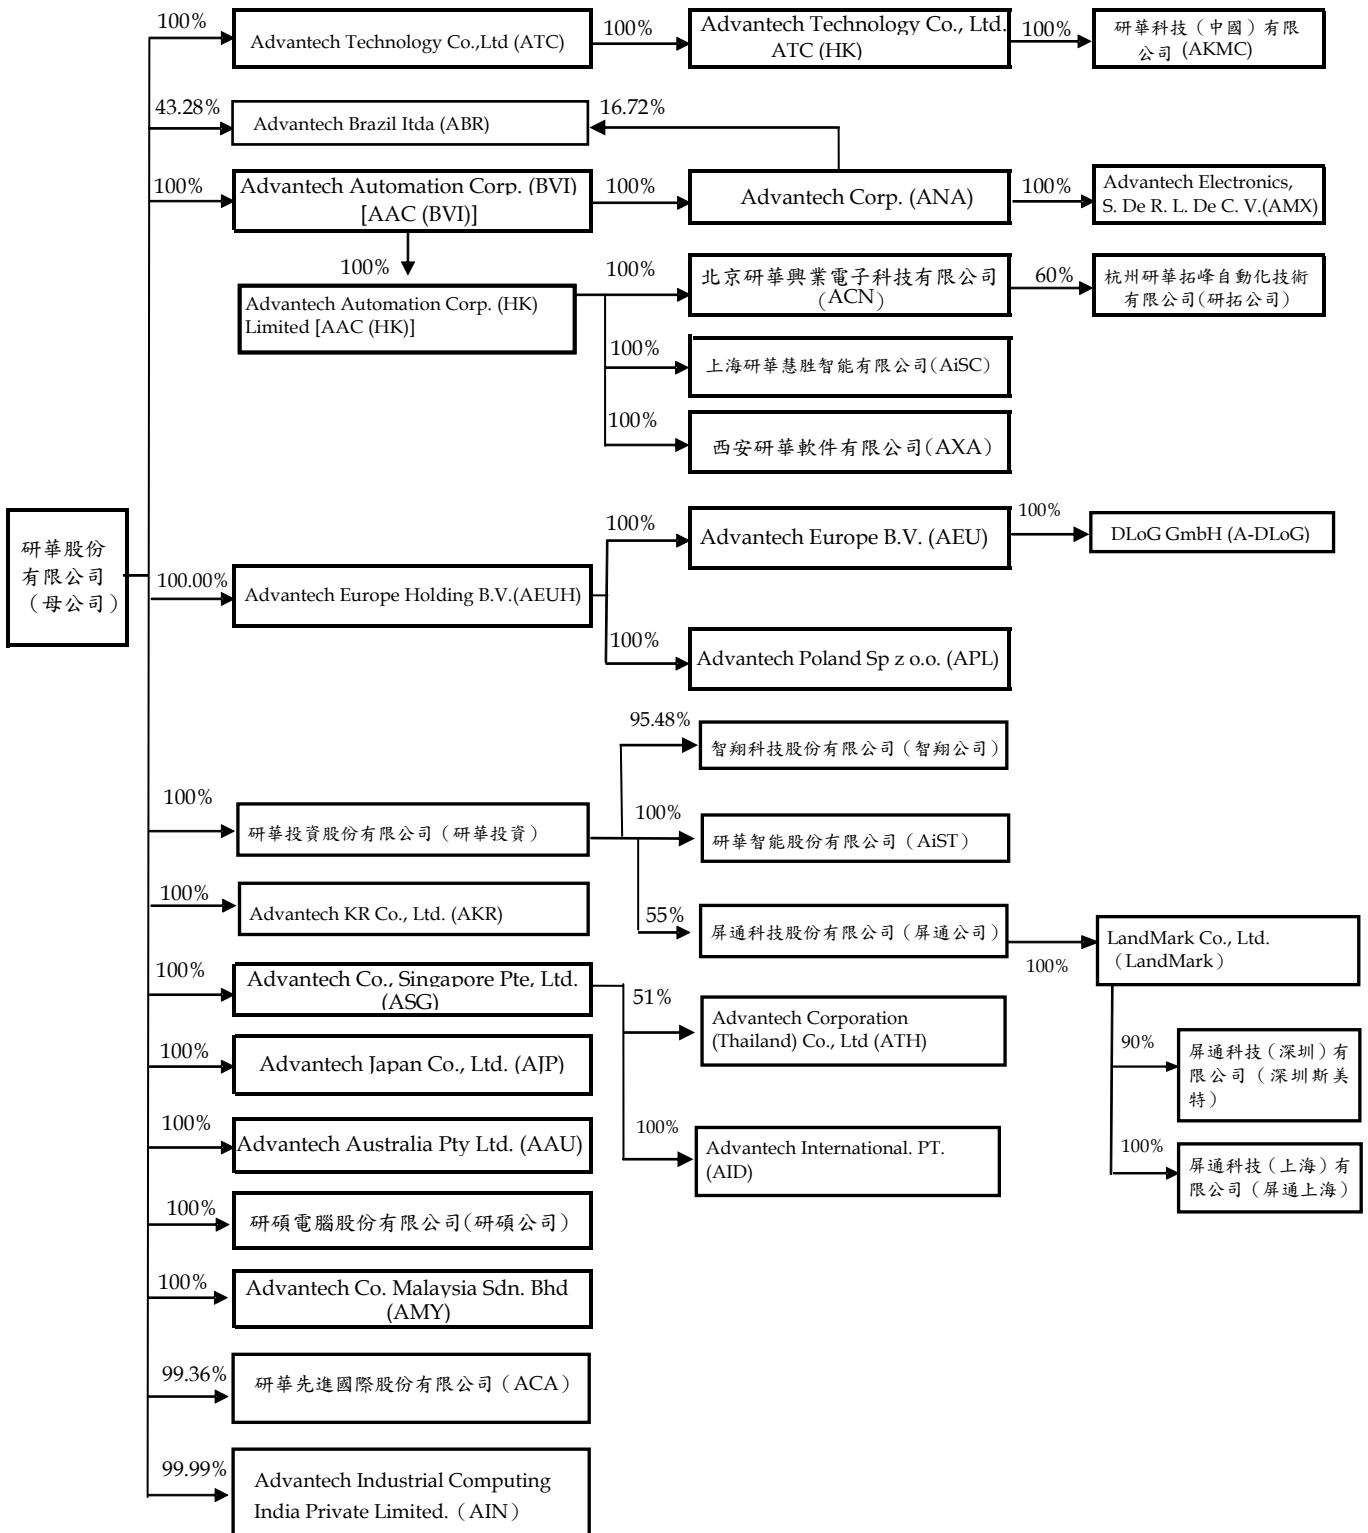 100%
Advantech Technology Co.,Ltd (ATC)
100%
Advantech Technology Co., Ltd.
ATC (HK)
100%
研華科技（中國）有限
公司 (AKMC)
43.28%
Advantech Brazil Itda (ABR)
16.72%
100%
Advantech Automation Corp. (BVI)
[AAC (BVI)]
100%
Advantech Corp. (ANA)
100%
Advantech Electronics,
S. De R. L. De C. V.(AMX)
100%
Advantech Automation Corp. (HK)
Limited [AAC (HK)]
100%
北京研華興業電子科技有限公司
(ACN)
60%
杭州研華拓峰自動化技術
有限公司(研拓公司)
100%
上海研華慧胜智能有限公司(AiSC)
100%
西安研華軟件有限公司(AXA)
研華股份
有限公司
（母公司）
100.00%
Advantech Europe Holding B.V.(AEUH)
100%
Advantech Europe B.V. (AEU)
100%
DLoG GmbH (A-DLoG)
100%
Advantech Poland Sp z o.o. (APL)
95.48%
智翔科技股份有限公司（智翔公司）
100%
研華投資股份有限公司（研華投資）
100%
研華智能股份有限公司（AiST）
100%
Advantech KR Co., Ltd. (AKR)
55%
屏通科技股份有限公司（屏通公司）
100%
LandMark Co., Ltd.
（LandMark）
100%
Advantech Co., Singapore Pte, Ltd.
(ASG)
51%
Advantech Corporation
(Thailand) Co., Ltd (ATH)
90%
屏通科技（深圳）有
限公司（深圳斯美
特）
100%
Advantech Japan Co., Ltd. (AJP)
100%
Advantech Australia Pty Ltd. (AAU)
100%
Advantech International. PT.
(AID)
100%
屏通科技（上海）有
限公司（屏通上海）
100%
研碩電腦股份有限公司(研碩公司)
100%
Advantech Co. Malaysia Sdn. Bhd
(AMY)
99.36%
研華先進國際股份有限公司（ACA）
99.99%
Advantech Industrial Computing
India Private Limited.（AIN）